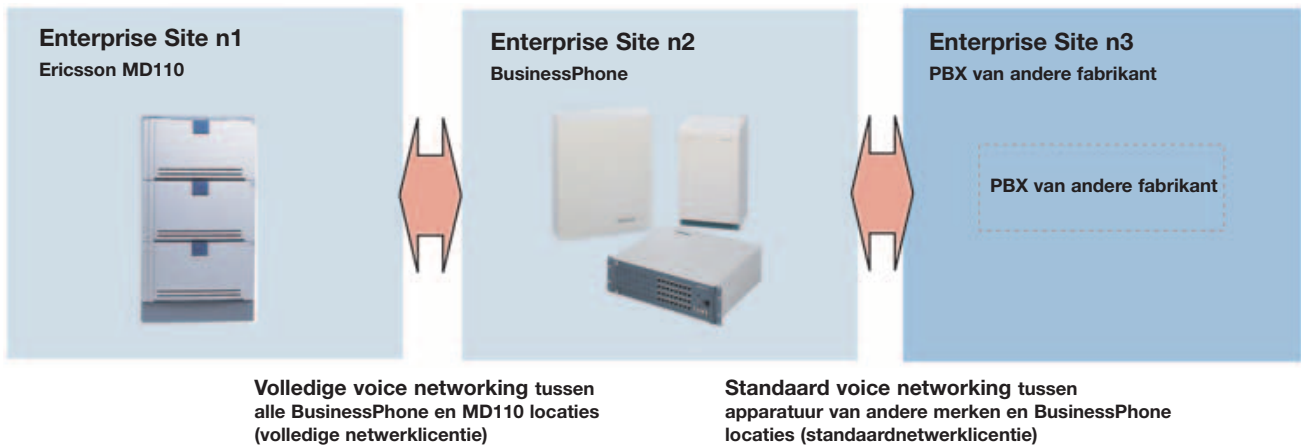 Enterprise Site n1
Ericsson MD110
Enterprise Site n2
BusinessPhone
Enterprise Site n3
PBX van andere fabrikant
PBX van andere fabrikant
Volledige voice networking tussen
alle BusinessPhone en MD110 locaties
(volledige netwerklicentie)
Standaard voice networking tussen
apparatuur van andere merken en BusinessPhone
locaties (standaardnetwerklicentie)